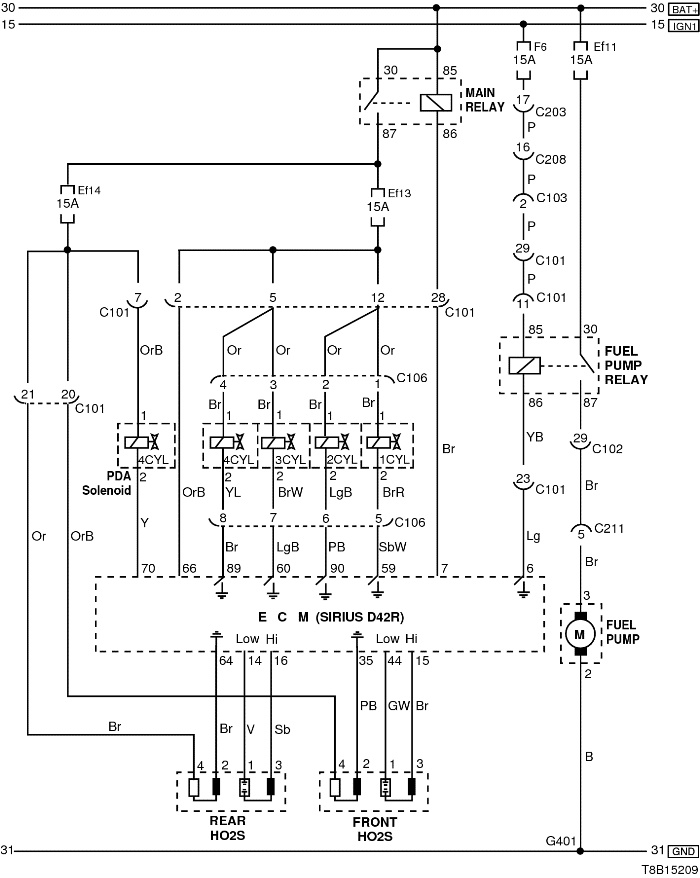 30 30 BAT+
15 15 IGN1
F6 Ef11
15A 15A
30 85
MAIN
RELAY
87 86
17 C203
P
16 C208
P
2 C103
P
29 C101
P
11 C101
Ef14 Ef13
15A 15A
7 2 5 12 28
C101 C101
OrB Or Or Or Or
85 30
FUEL
PUMP
RELAY
86 87
4 3 2 1 C106
21 20 C101
Br Br Br Br
1 1 1 1 1
4CYL 4CYL 3CYL 2CYL 1CYL
PDA
Solenoid
2 2 2 2 2
Br YB
29 C102
23 C101
Br
OrB YL BrW LgB BrR
8 7 6 5 C106
5 C211
Or OrB Y Br LgB PB SbW Lg Br
70 66 89 60 90 59 7 6
3
E C M (SIRIUS D42R)
M
FUEL
PUMP
2
Low Hi Low Hi
64 14 16 35 44 15
PB GW Br
Br Br V Sb
B
4 2 1 3 4 2 1 3
REAR
HO2S
FRONT
HO2S
G401
31 31 GND
T8B15209